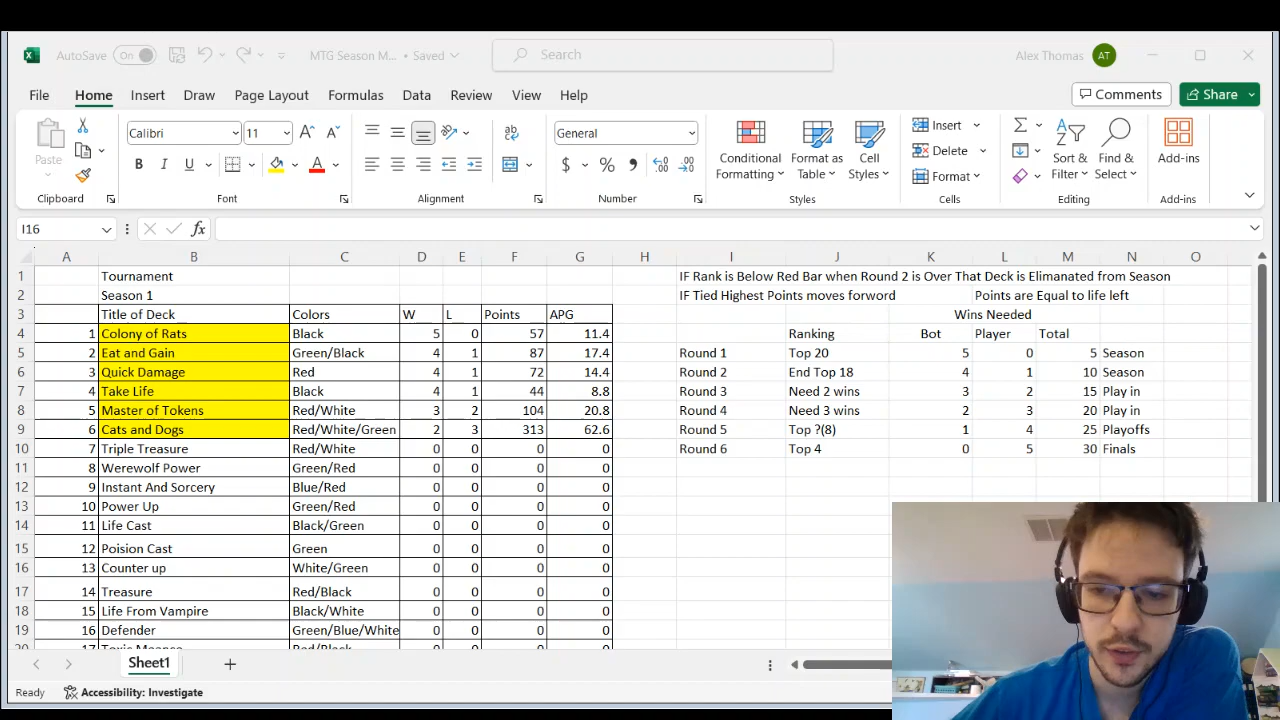 AutoSave On MTG Season M... • Saved Search Alex Thomas AT
File Home Insert Draw Page Layout Formulas Data Review View Help Comments Share
Paste Calibri 11 General Conditional Formatting Format as Table Cell Styles Insert Delete Format Sort & Filter Find & Select Add-ins
Clipboard Font Alignment Number Styles Cells Editing Add-ins
I16 fx
A B C D E F G H I J K L M N O
1 Tournament IF Rank is Below Red Bar when Round 2 is Over That Deck is Elimanated from Season
2 Season 1 IF Tied Highest Points moves forword Points are Equal to life left
3 Title of Deck Colors W L Points APG Wins Needed
4 1 Colony of Rats Black 5 0 57 11.4 Ranking Bot Player Total
5 2 Eat and Gain Green/Black 4 1 87 17.4 Round 1 Top 20 5 0 5 Season
6 3 Quick Damage Red 4 1 72 14.4 Round 2 End Top 18 4 1 10 Season
7 4 Take Life Black 4 1 44 8.8 Round 3 Need 2 wins 3 2 15 Play in
8 5 Master of Tokens Red/White 3 2 104 20.8 Round 4 Need 3 wins 2 3 20 Play in
9 6 Cats and Dogs Red/White/Green 2 3 313 62.6 Round 5 Top ?(8) 1 4 25 Playoffs
10 7 Triple Treasure Red/White 0 0 0 0 Round 6 Top 4 0 5 30 Finals
11 8 Werewolf Power Green/Red 0 0 0 0
12 9 Instant And Sorcery Blue/Red 0 0 0 0
13 10 Power Up Green/Red 0 0 0 0
14 11 Life Cast Black/Green 0 0 0 0
15 12 Poision Cast Green 0 0 0 0
16 13 Counter up White/Green 0 0 0 0
17 14 Treasure Red/Black 0 0 0 0
18 15 Life From Vampire Black/White 0 0 0 0
19 16 Defender Green/Blue/White 0 0 0 0
Sheet1
Ready Accessibility: Investigate